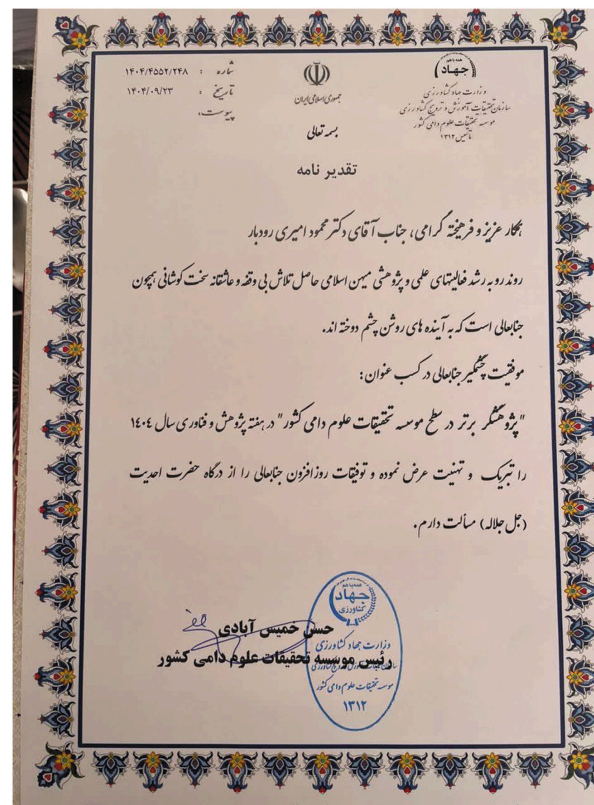 جهاد
وزارت جهاد کشاورزی
سازمان تحقیقات، آموزش و ترویج کشاورزی
موسسه تحقیقات علوم دامی کشور
تأسیس ۱۳۱۲
جمهوری اسلامی ایران
شماره : ۱۴۰۴/۴۵۵۲/۲۴۸
تاریخ : ۱۴۰۴/۰۹/۲۳
پیوست:
بسمه تعالی
تقدیر نامه
همکار عزیز و فرهیخته گرامی، جناب آقای دکتر محمود امیری رودبار
روند رو به رشد فعالیتهای علمی و پژوهشی میهن اسلامی حاصل تلاش بی وقفه و عاشقانه سخت کوشانی همچون
جنابعالی است که به آینده های روشن چشم دوخته اند.
موفقیت چشمگیر جنابعالی در کسب عنوان:
"پژوهشگر برتر در سطح موسسه تحقیقات علوم دامی کشور" در هفته پژوهش و فناوری سال ۱۴۰۴
را تبریک و تهنیت عرض نموده و توفیقات روزافزون جنابعالی را از درگاه حضرت احدیت
(جل جلاله) مسألت دارم.
حسن خمیس آبادی
رئیس موسسه تحقیقات علوم دامی کشور
جهاد
کشاورزی
وزارت جهاد کشاورزی
موسسه تحقیقات علوم دامی کشور
۱۳۱۲